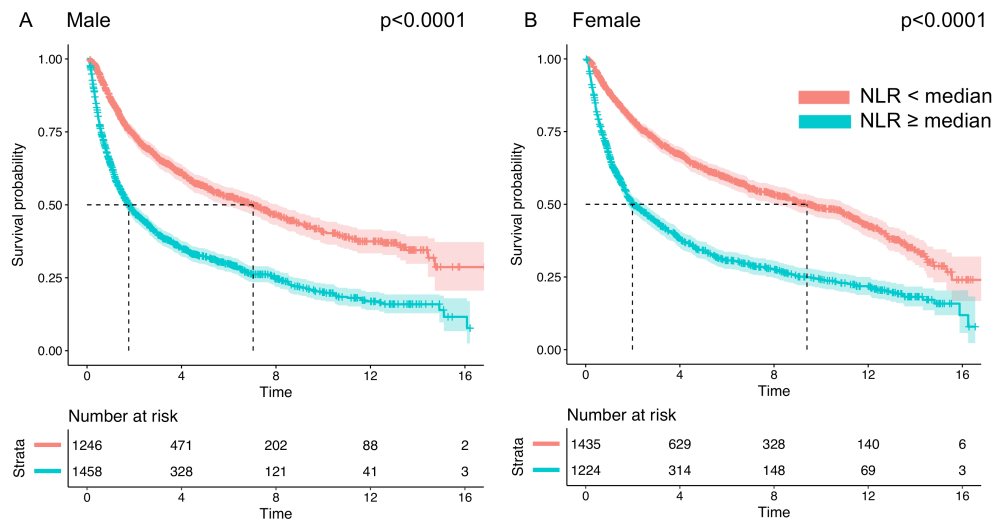 A Male p<0.0001
1.00
0.75
0.50
0.25
0.00
Survival probability
0 4 8 12 16
Time
Number at risk
Strata
1246 471 202 88 2
1458 328 121 41 3
0 4 8 12 16
Time
B Female p<0.0001
NLR < median
NLR ≥ median
1.00
0.75
0.50
0.25
0.00
Survival probability
0 4 8 12 16
Time
Number at risk
Strata
1435 629 328 140 6
1224 314 148 69 3
0 4 8 12 16
Time